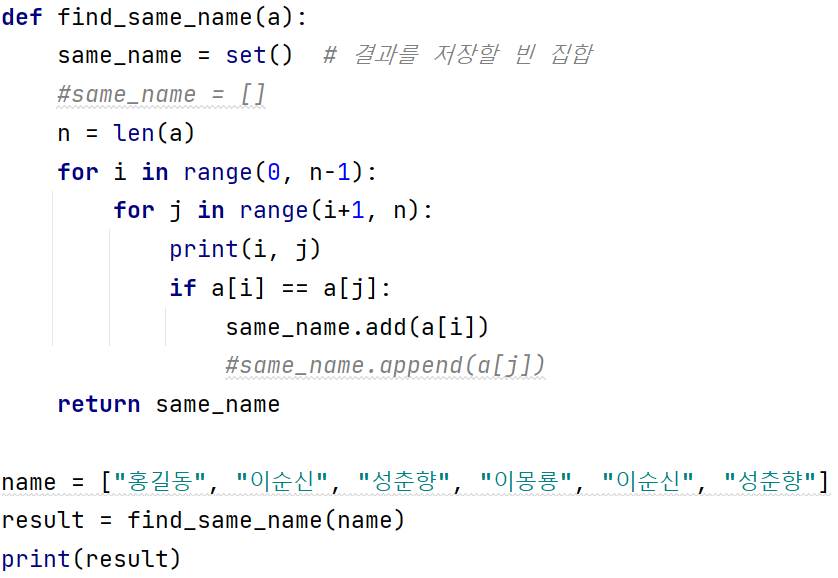 def find_same_name(a):
    same_name = set()  # 결과를 저장할 빈 집합
    #same_name = []
    n = len(a)
    for i in range(0, n-1):
        for j in range(i+1, n):
            print(i, j)
            if a[i] == a[j]:
                same_name.add(a[i])
                #same_name.append(a[j])
    return same_name

name = ["홍길동", "이순신", "성춘향", "이몽룡", "이순신", "성춘향"]
result = find_same_name(name)
print(result)